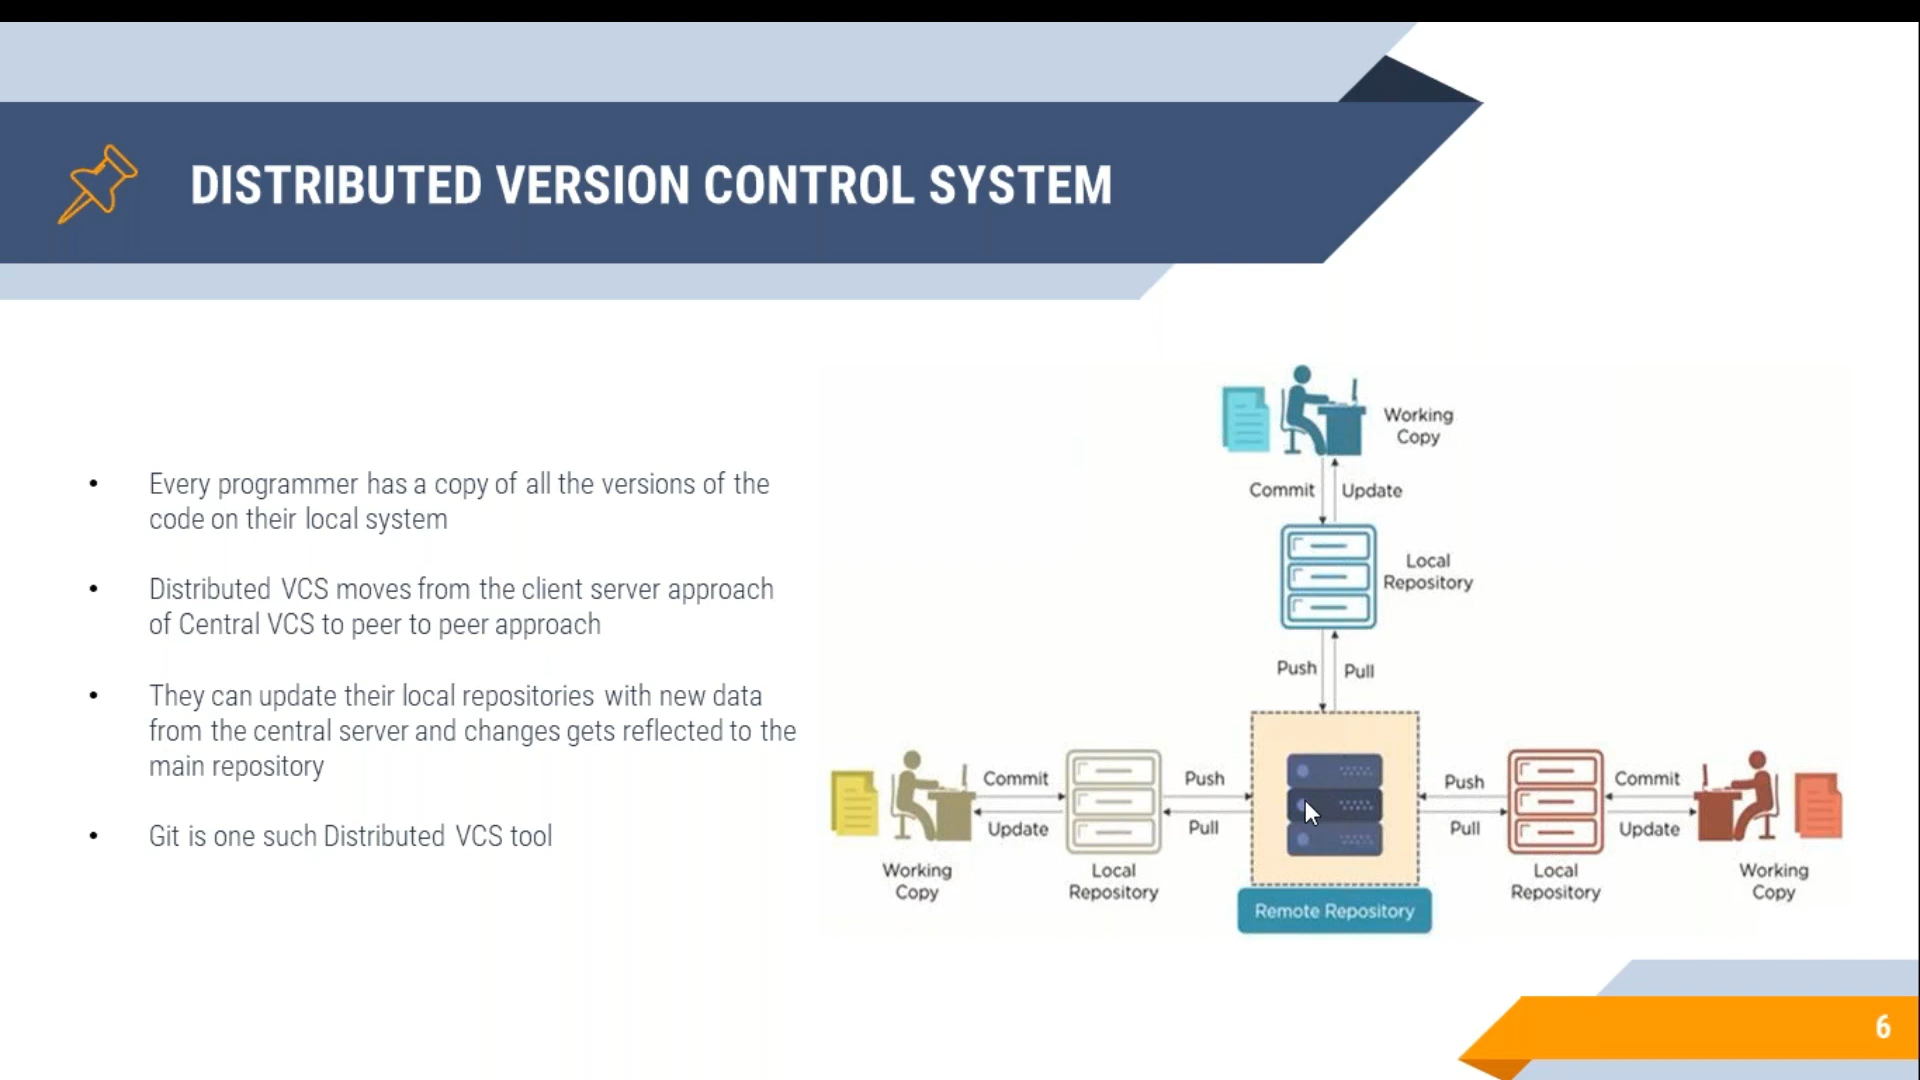 DISTRIBUTED VERSION CONTROL SYSTEM
• Every programmer has a copy of all the versions of the
code on their local system
• Distributed VCS moves from the client server approach
of Central VCS to peer to peer approach
• They can update their local repositories with new data
from the central server and changes gets reflected to the
main repository
• Git is one such Distributed VCS tool
Working
Copy
Commit
Update
Local
Repository
Push
Pull
Commit
Update
Working
Copy
Local
Repository
Push
Pull
Remote Repository
Push
Pull
Local
Repository
Commit
Update
Working
Copy
6